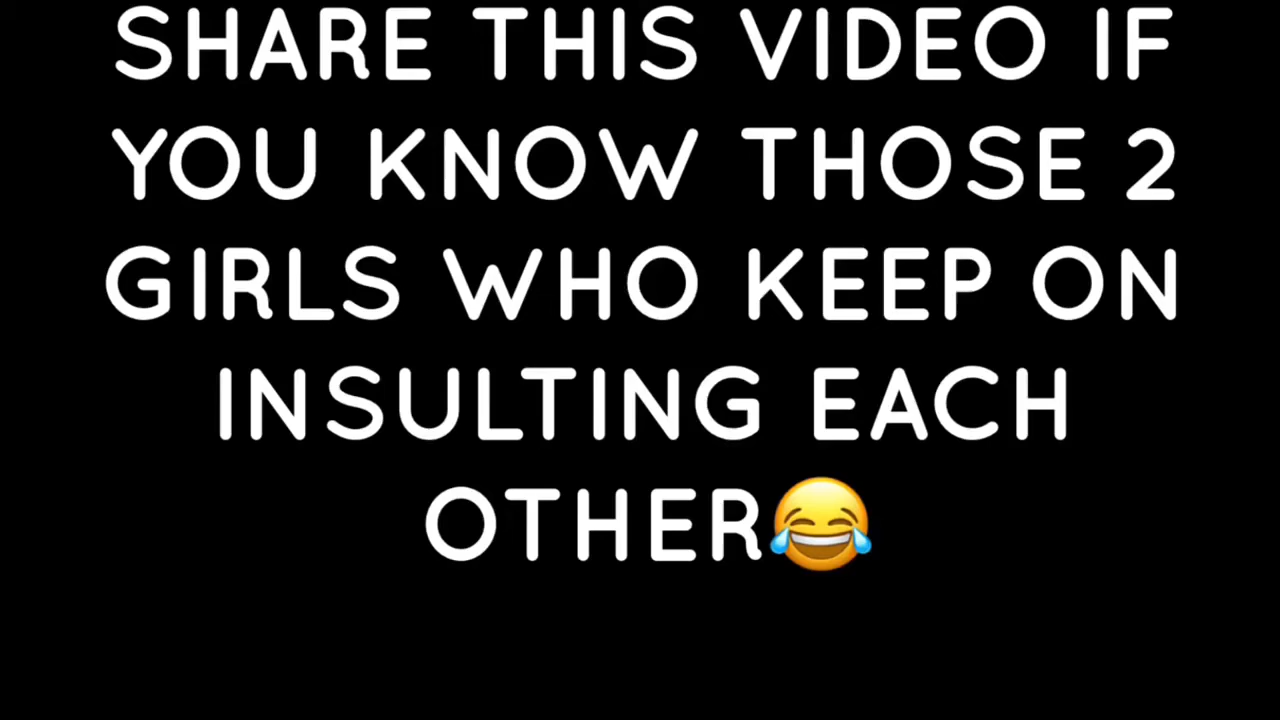 SHARE THIS VIDEO IF
YOU KNOW THOSE 2
GIRLS WHO KEEP ON
INSULTING EACH
OTHER😂